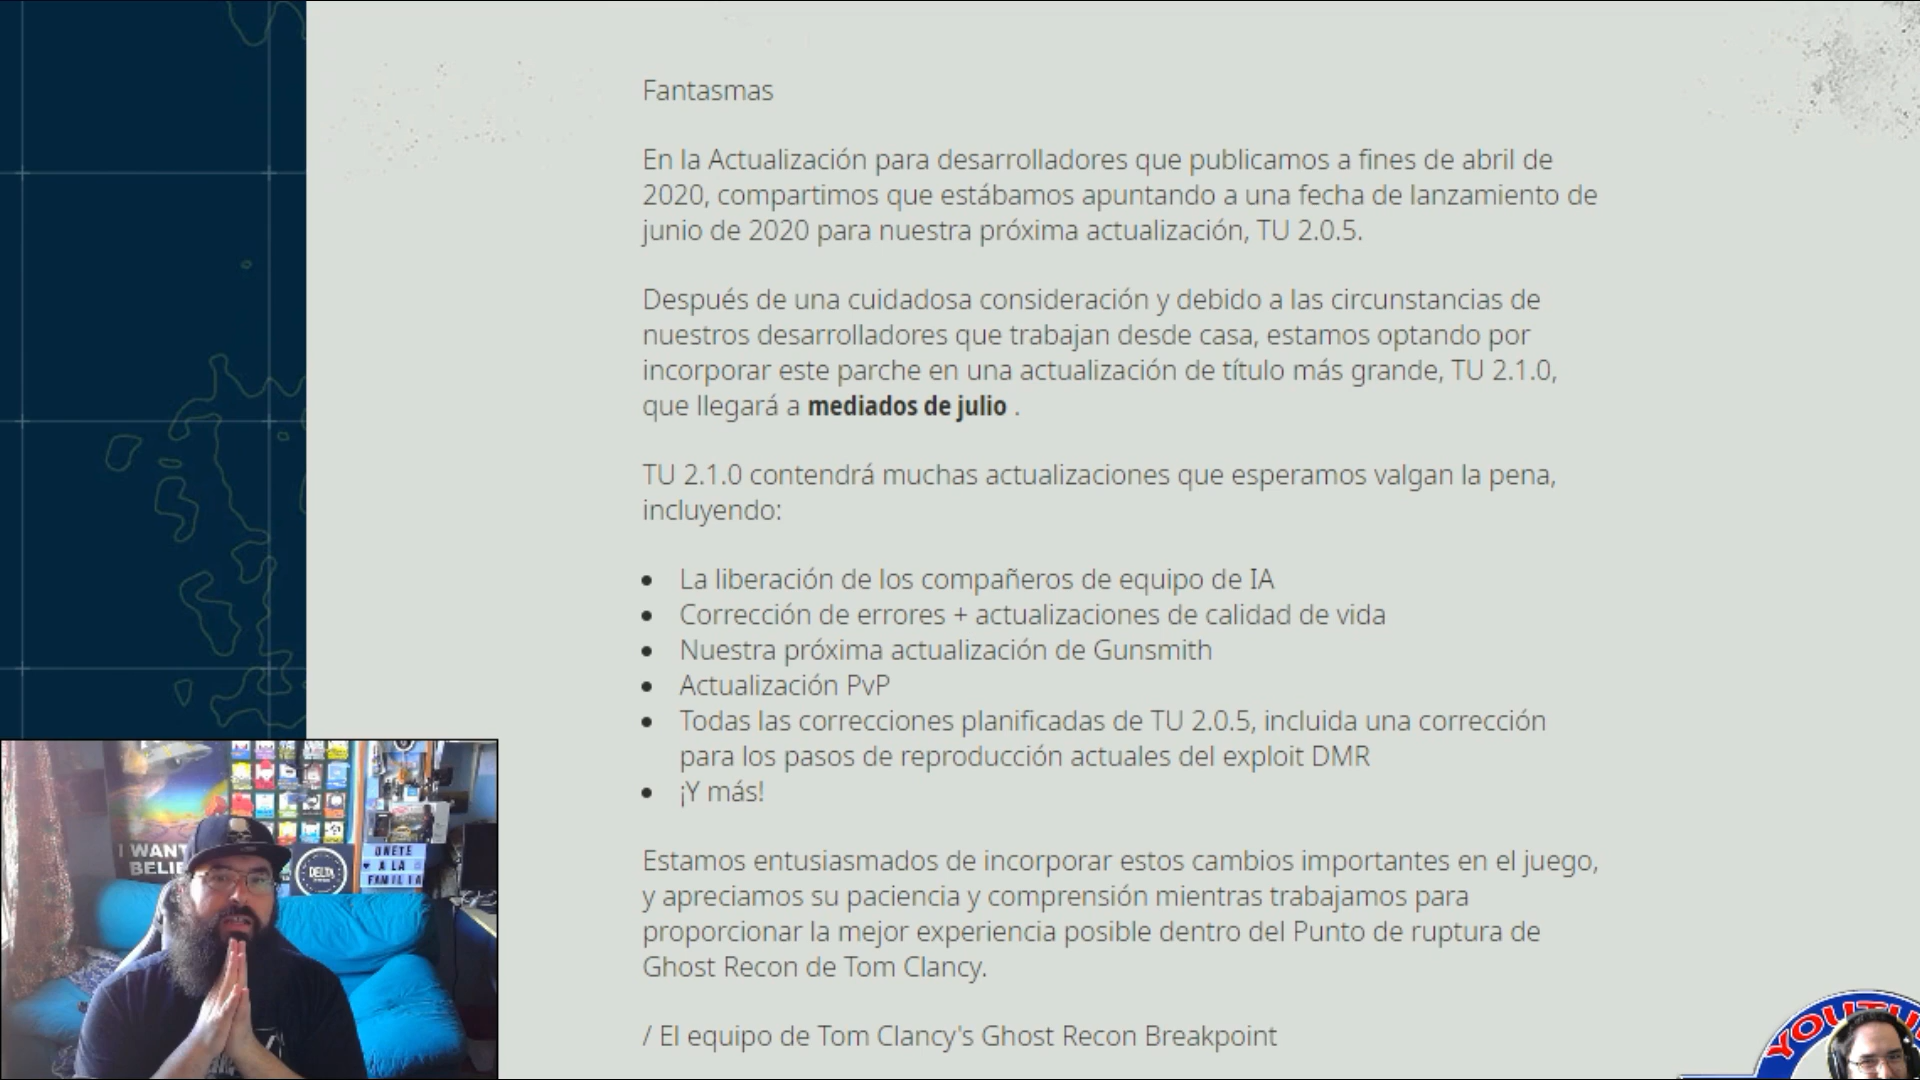 Fantasmas
En la Actualización para desarrolladores que publicamos a fines de abril de
2020, compartimos que estábamos apuntando a una fecha de lanzamiento de
junio de 2020 para nuestra próxima actualización, TU 2.0.5.
Después de una cuidadosa consideración y debido a las circunstancias de
nuestros desarrolladores que trabajan desde casa, estamos optando por
incorporar este parche en una actualización de título más grande, TU 2.1.0,
que llegará a mediados de julio .
TU 2.1.0 contendrá muchas actualizaciones que esperamos valgan la pena,
incluyendo:
• La liberación de los compañeros de equipo de IA
• Corrección de errores + actualizaciones de calidad de vida
• Nuestra próxima actualización de Gunsmith
• Actualización PvP
• Todas las correcciones planificadas de TU 2.0.5, incluida una corrección
para los pasos de reproducción actuales del exploit DMR
• ¡Y más!
Estamos entusiasmados de incorporar estos cambios importantes en el juego,
y apreciamos su paciencia y comprensión mientras trabajamos para
proporcionar la mejor experiencia posible dentro del Punto de ruptura de
Ghost Recon de Tom Clancy.
/ El equipo de Tom Clancy's Ghost Recon Breakpoint
I WANT
BELIE
DELTA
UNETE
A LA
FAMILIA
YOUTU